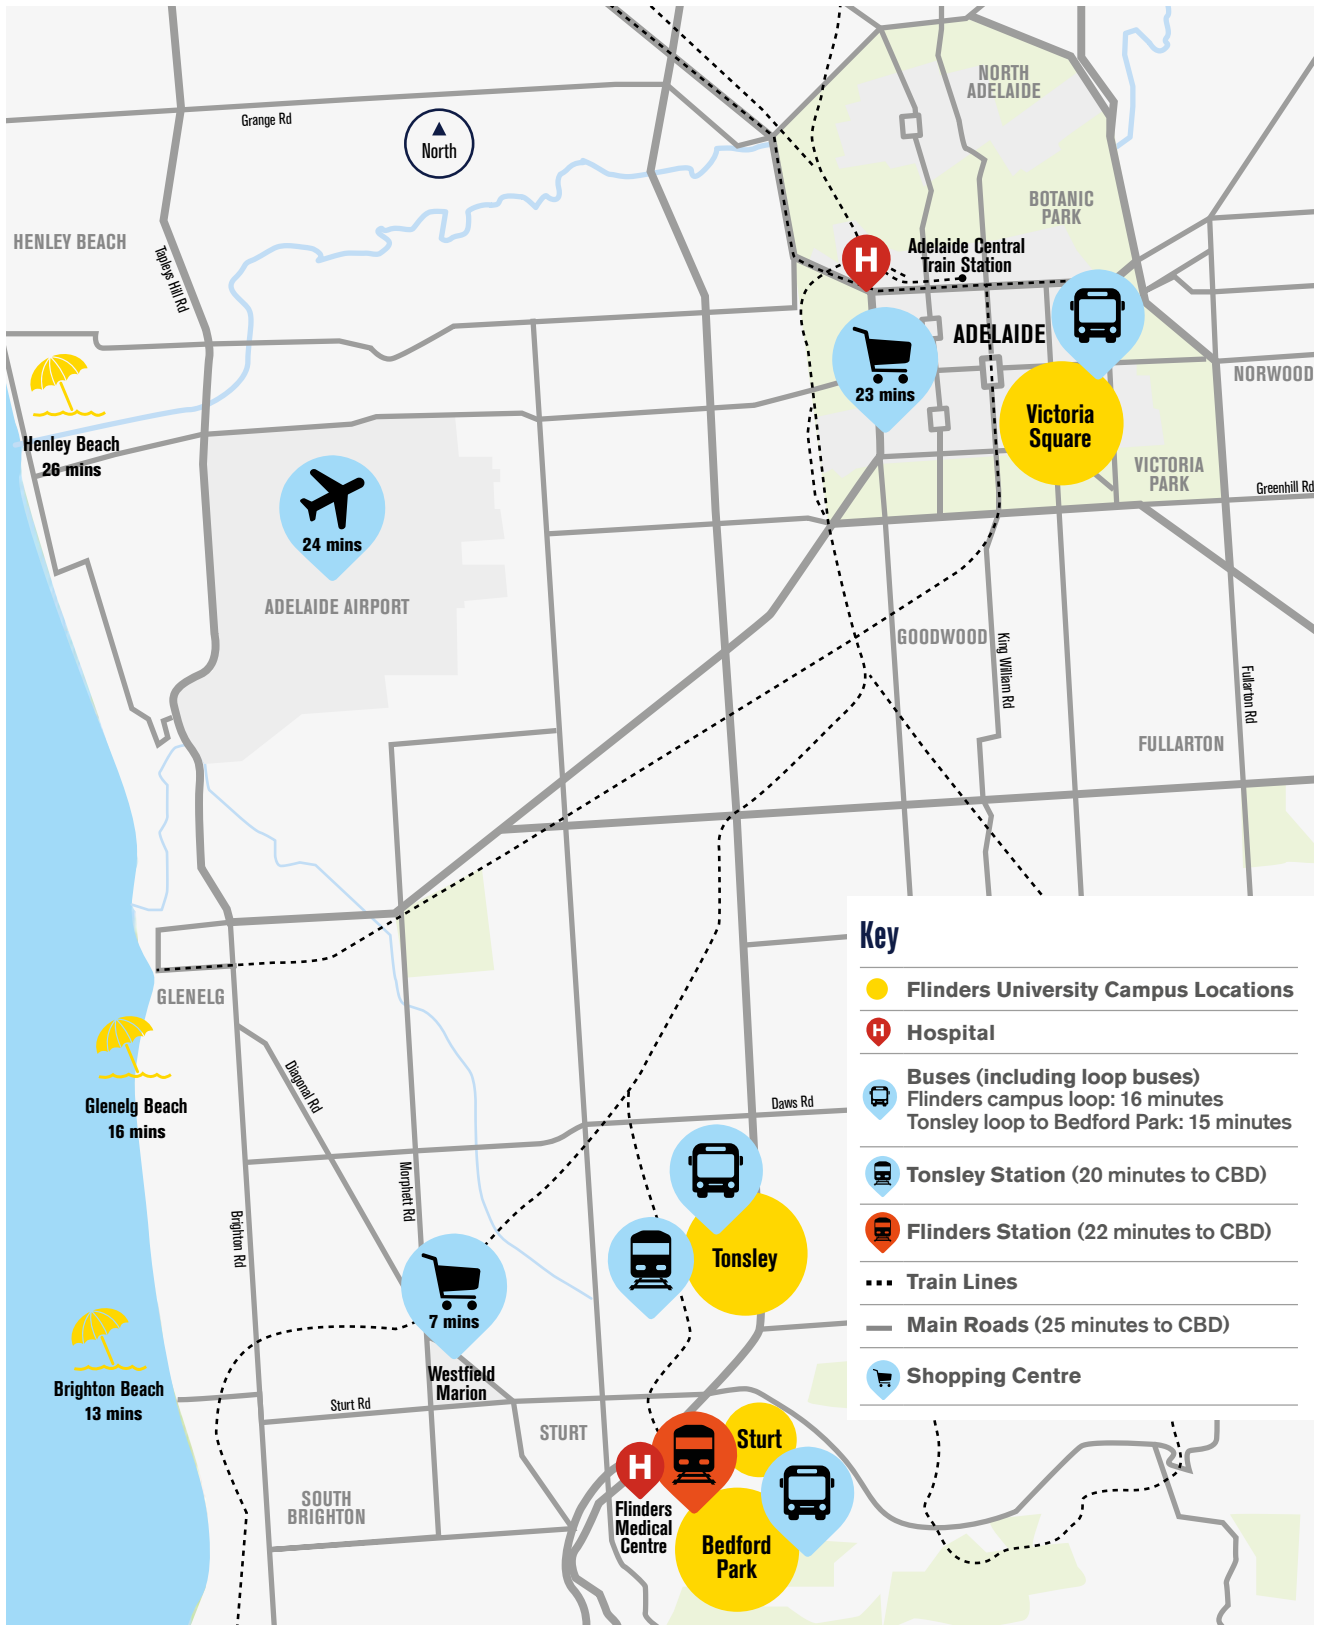 NORTH
ADELAIDE
Grange Rd
North
BOTANIC
PARK
HENLEY BEACH
Tapleys Hill Rd
H
Adelaide Central
Train Station
ADELAIDE
NORWOOD
23 mins
Victoria
Square
Henley Beach
26 mins
VICTORIA
PARK
Greenhill Rd
24 mins
ADELAIDE AIRPORT
GOODWOOD
King William Rd
Fullarton Rd
FULLARTON
GLENELG
Diagonal Rd
Glenelg Beach
16 mins
Daws Rd
Morphett Rd
Brighton Rd
Tonsley
7 mins
Westfield
Marion
Brighton Beach
13 mins
Sturt Rd
STURT
Sturt
H
SOUTH
BRIGHTON
Flinders
Medical
Centre
Bedford
Park
Key
Flinders University Campus Locations
H
Hospital
Buses (including loop buses)
Flinders campus loop: 16 minutes
Tonsley loop to Bedford Park: 15 minutes
Tonsley Station (20 minutes to CBD)
Flinders Station (22 minutes to CBD)
Train Lines
Main Roads (25 minutes to CBD)
Shopping Centre